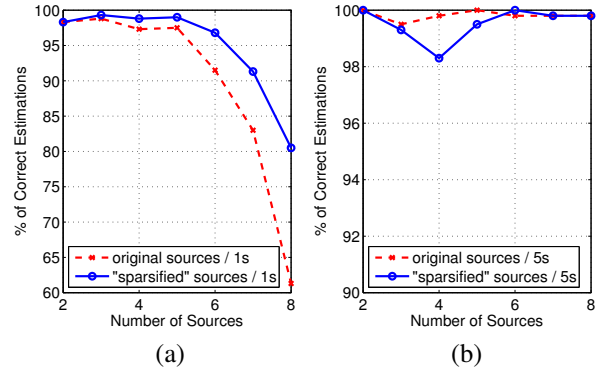 100
95
90
85
80
75
70
65
60
% of Correct Estimations
original sources / 1s
"sparsified" sources / 1s
2 4 6 8
Number of Sources
(a)
100
98
96
94
92
90
% of Correct Estimations
original sources / 5s
"sparsified" sources / 5s
2 4 6 8
Number of Sources
(b)